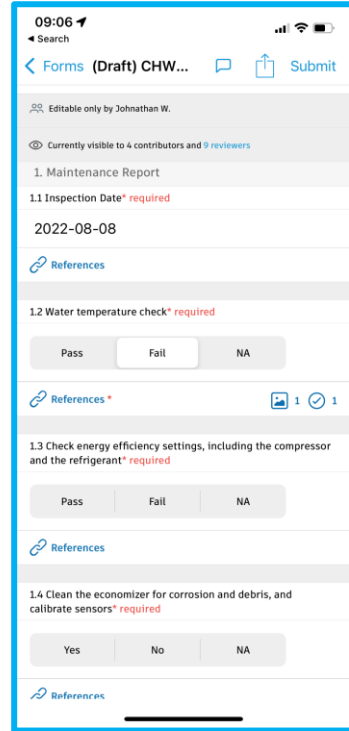 09:06
Search
Forms (Draft) CHW... Submit
Editable only by Johnathan W.
Currently visible to 4 contributors and 9 reviewers
1. Maintenance Report
1.1 Inspection Date* required
2022-08-08
References
1.2 Water temperature check* required
Pass Fail NA
References * 1 1
1.3 Check energy efficiency settings, including the compressor
and the refrigerant* required
Pass Fail NA
References
1.4 Clean the economizer for corrosion and debris, and
calibrate sensors* required
Yes No NA
References